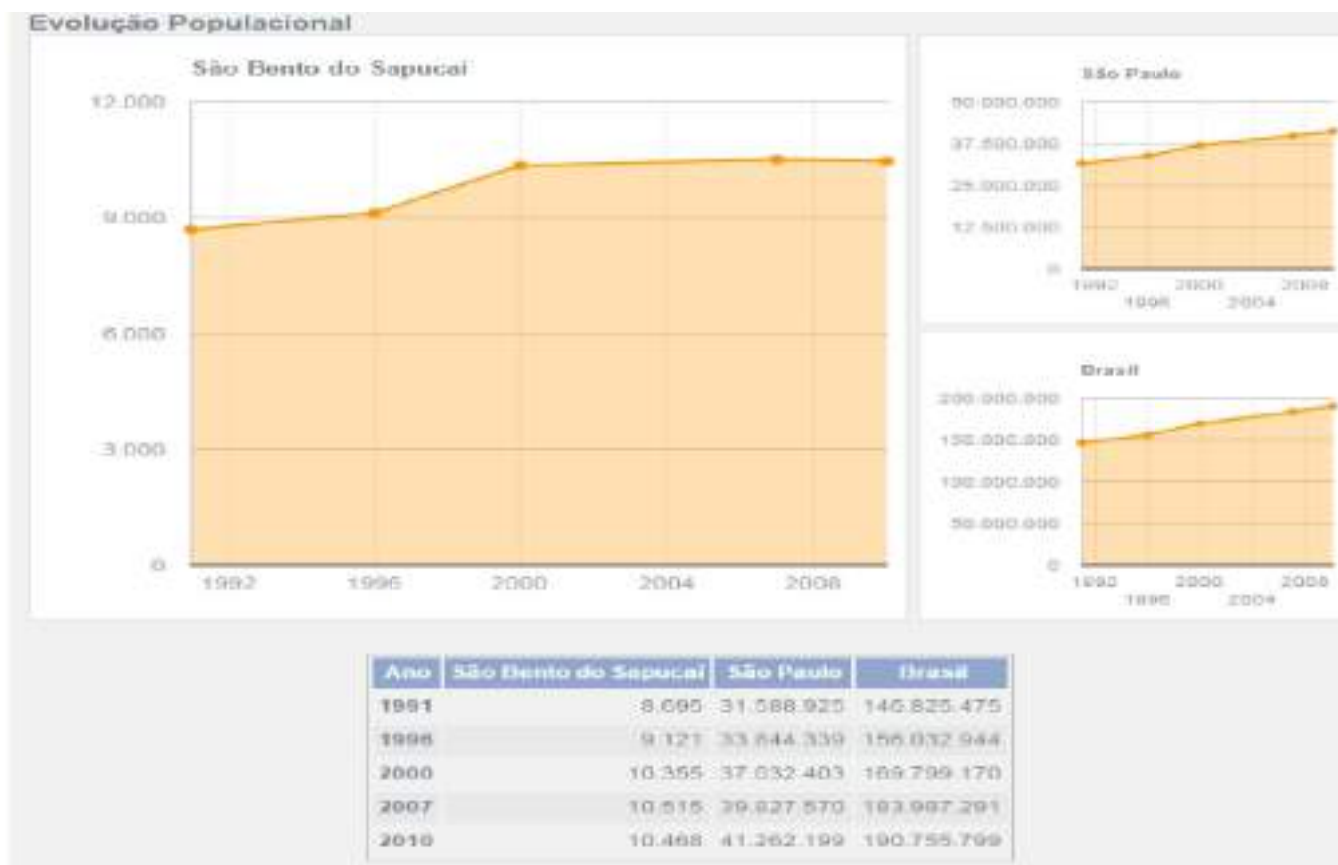 Evolução Populacional
São Bento do Sapucaí
12.000
9.000
6.000
3.000
0
1992 1996 2000 2004 2008
São Paulo
50.000.000
37.500.000
25.000.000
12.500.000
0
1992 2000 2008
1996 2004
Brasil
200.000.000
150.000.000
100.000.000
50.000.000
0
1992 2000 2008
1996 2004
Ano São Bento do Sapucaí São Paulo Brasil
1991 8.695 31.588.925 146.825.475
1996 9.121 33.844.339 156.032.944
2000 10.355 37.032.403 169.799.170
2007 10.515 39.827.570 183.987.291
2010 10.468 41.262.199 190.755.799